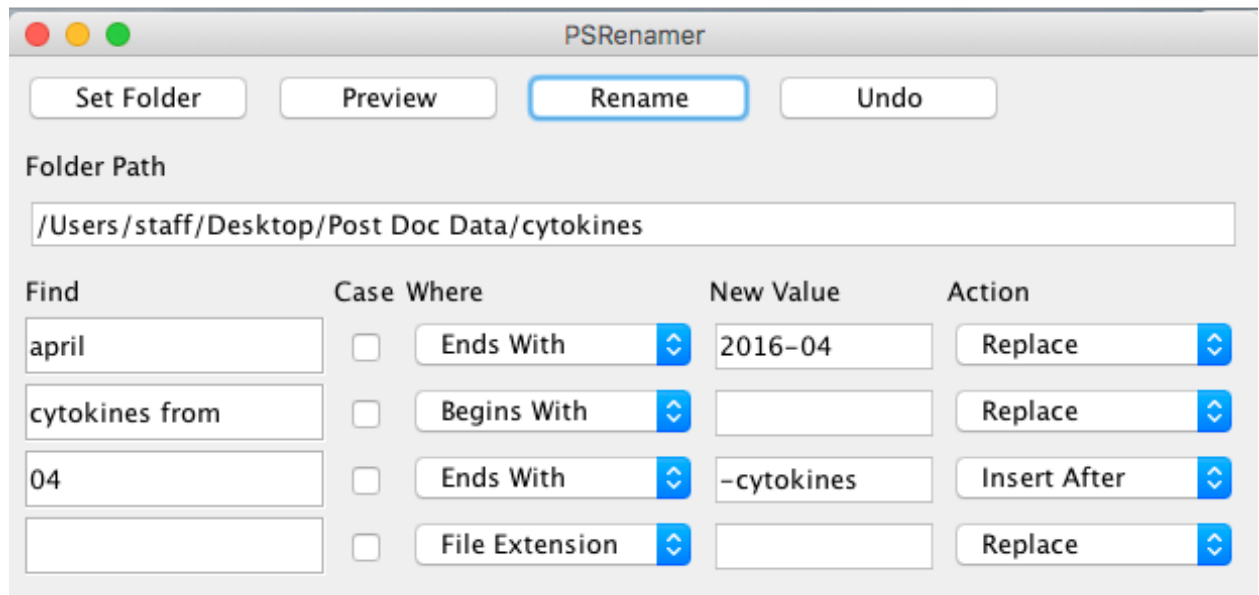 PSRenamer
Set Folder Preview Rename Undo
Folder Path
/Users/staff/Desktop/Post Doc Data/cytokines
Find Case Where New Value Action
april Ends With 2016-04 Replace
cytokines from Begins With Replace
04 Ends With -cytokines Insert After
File Extension Replace